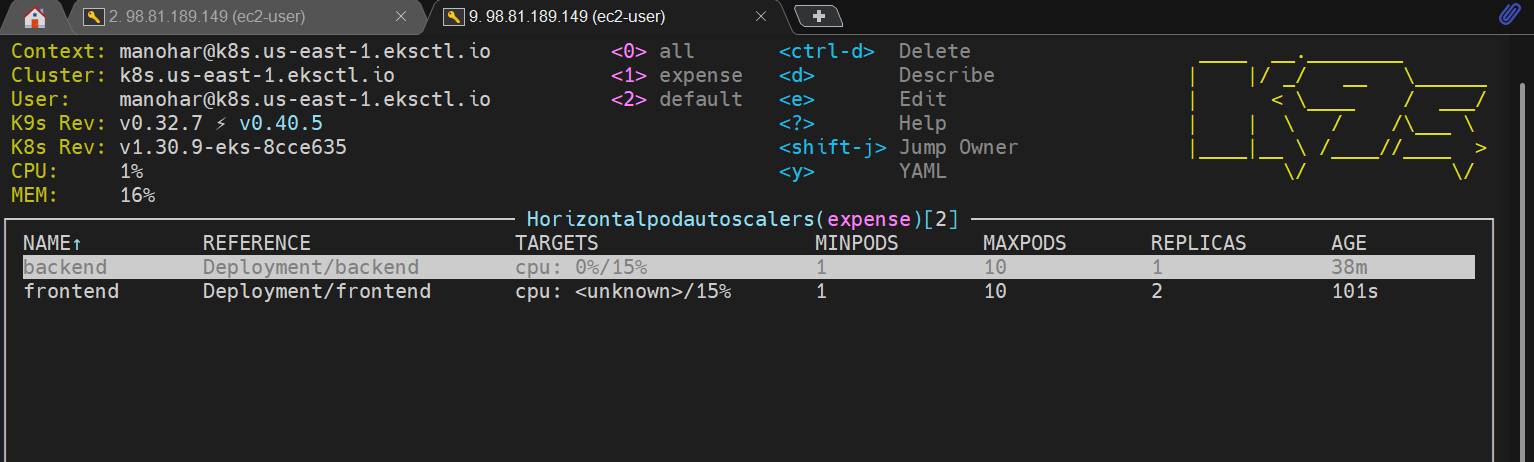 2. 98.81.189.149 (ec2-user) 9. 98.81.189.149 (ec2-user)
Context: manohar@k8s.us-east-1.eksctl.io <0> all <ctrl-d> Delete
Cluster: k8s.us-east-1.eksctl.io <1> expense <d> Describe
User: manohar@k8s.us-east-1.eksctl.io <2> default <e> Edit
K9s Rev: v0.32.7 ⚡ v0.40.5 <?> Help
K8s Rev: v1.30.9-eks-8cce635 <shift-j> Jump Owner
CPU: 1% <y> YAML
MEM: 16%
Horizontalpodautoscalers(expense)[2]
NAME↑ REFERENCE TARGETS MINPODS MAXPODS REPLICAS AGE
backend Deployment/backend cpu: 0%/15% 1 10 1 38m
frontend Deployment/frontend cpu: <unknown>/15% 1 10 2 101s